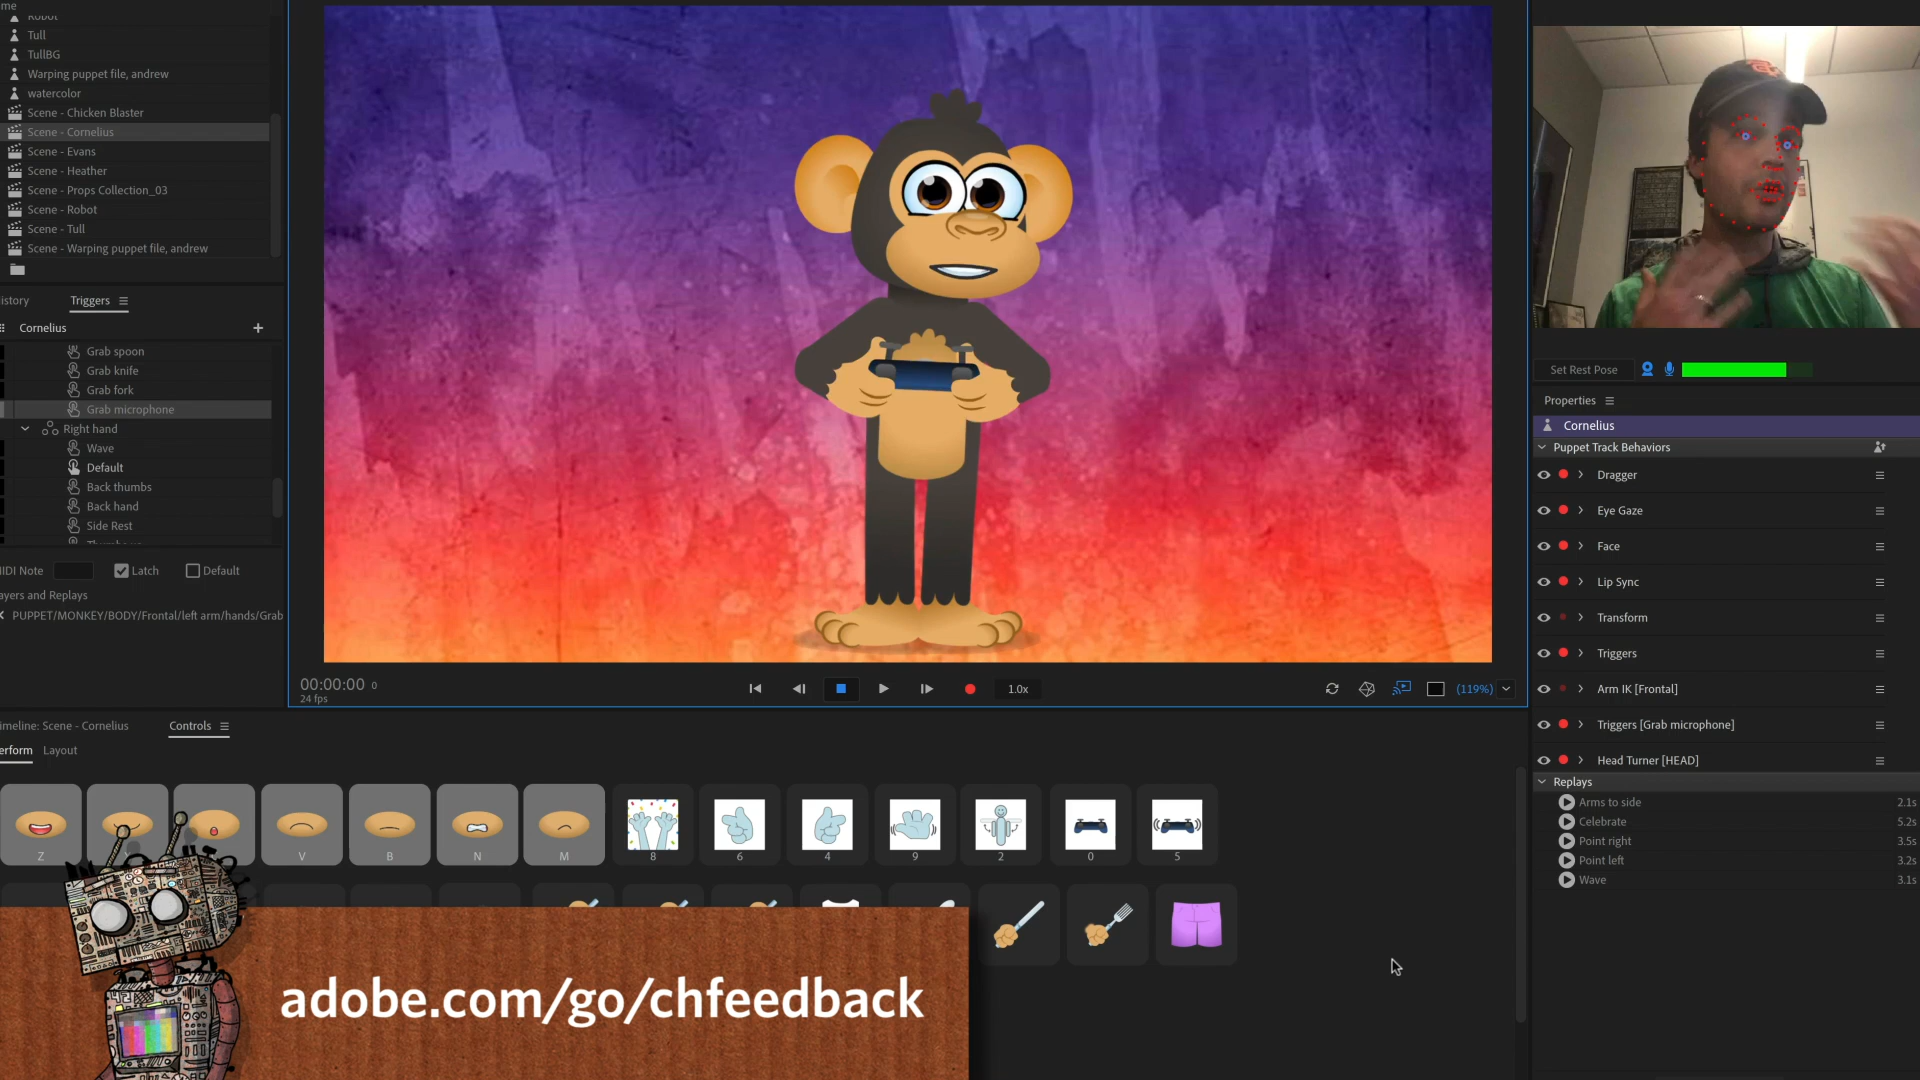 Robot
Tull
TullBG
Warping puppet file, andrew
watercolor
Scene - Chicken Blaster
Scene - Cornelius
Scene - Evans
Scene - Heather
Scene - Props Collection_03
Scene - Robot
Scene - Tull
Scene - Warping puppet file, andrew
istory
Triggers
Cornelius
Grab spoon
Grab knife
Grab fork
Grab microphone
Right hand
Wave
Default
Back thumbs
Back hand
Side Rest
IDI Note
Latch
Default
ayers and Replays
PUPPET/MONKEY/BODY/Frontal/left arm/hands/Grab
00:00:00 0
24 fps
1.0x
(119%)
Set Rest Pose
Properties
Cornelius
Puppet Track Behaviors
Dragger
Eye Gaze
Face
Lip Sync
Transform
Triggers
Arm IK [Frontal]
Triggers [Grab microphone]
Head Turner [HEAD]
Replays
Arms to side 2.1s
Celebrate 5.2s
Point right 3.5s
Point left 3.2s
Wave 3.1s
imeline: Scene - Cornelius
Controls
erform Layout
Z V B N M 8 6 4 9 2 0 5
adobe.com/go/chfeedback